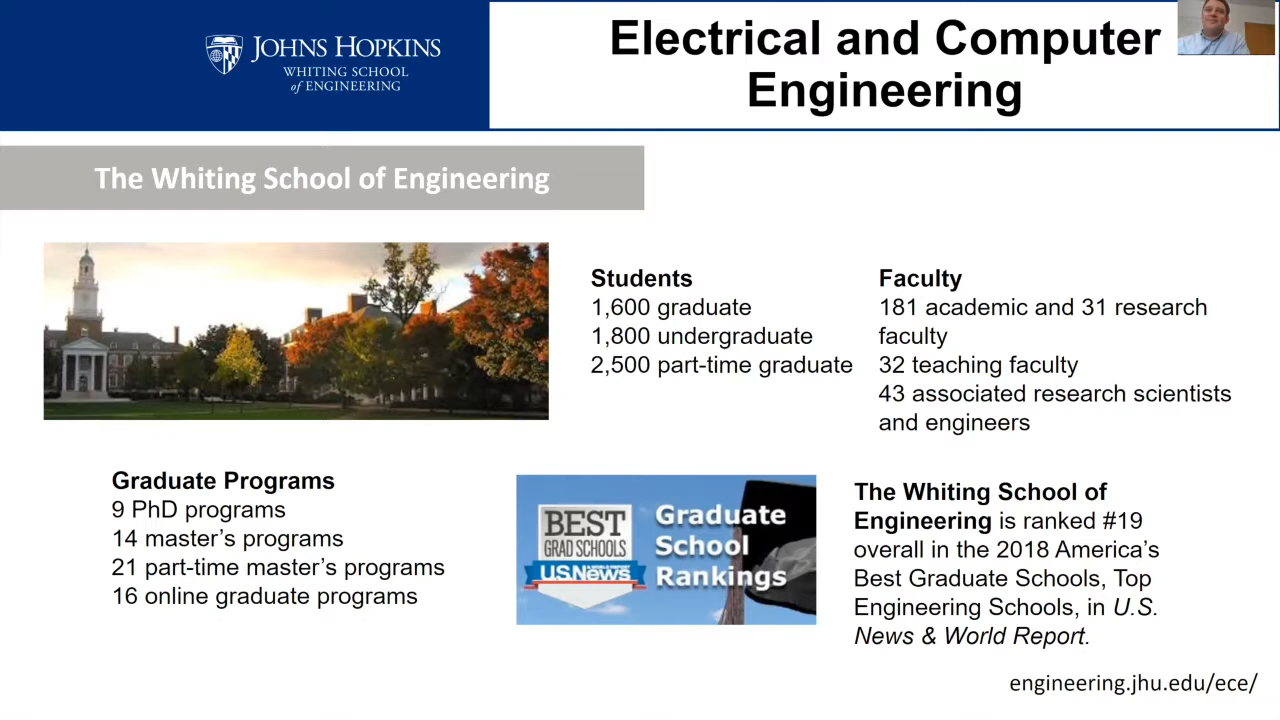 JOHNS HOPKINS
WHITING SCHOOL
of ENGINEERING
Electrical and Computer
Engineering
The Whiting School of Engineering
Students
1,600 graduate
1,800 undergraduate
2,500 part-time graduate
Faculty
181 academic and 31 research
faculty
32 teaching faculty
43 associated research scientists
and engineers
Graduate Programs
9 PhD programs
14 master’s programs
21 part-time master’s programs
16 online graduate programs
BEST
GRAD SCHOOLS
U.S.News
Graduate
School
Rankings
The Whiting School of
Engineering is ranked #19
overall in the 2018 America’s
Best Graduate Schools, Top
Engineering Schools, in U.S.
News & World Report.
engineering.jhu.edu/ece/